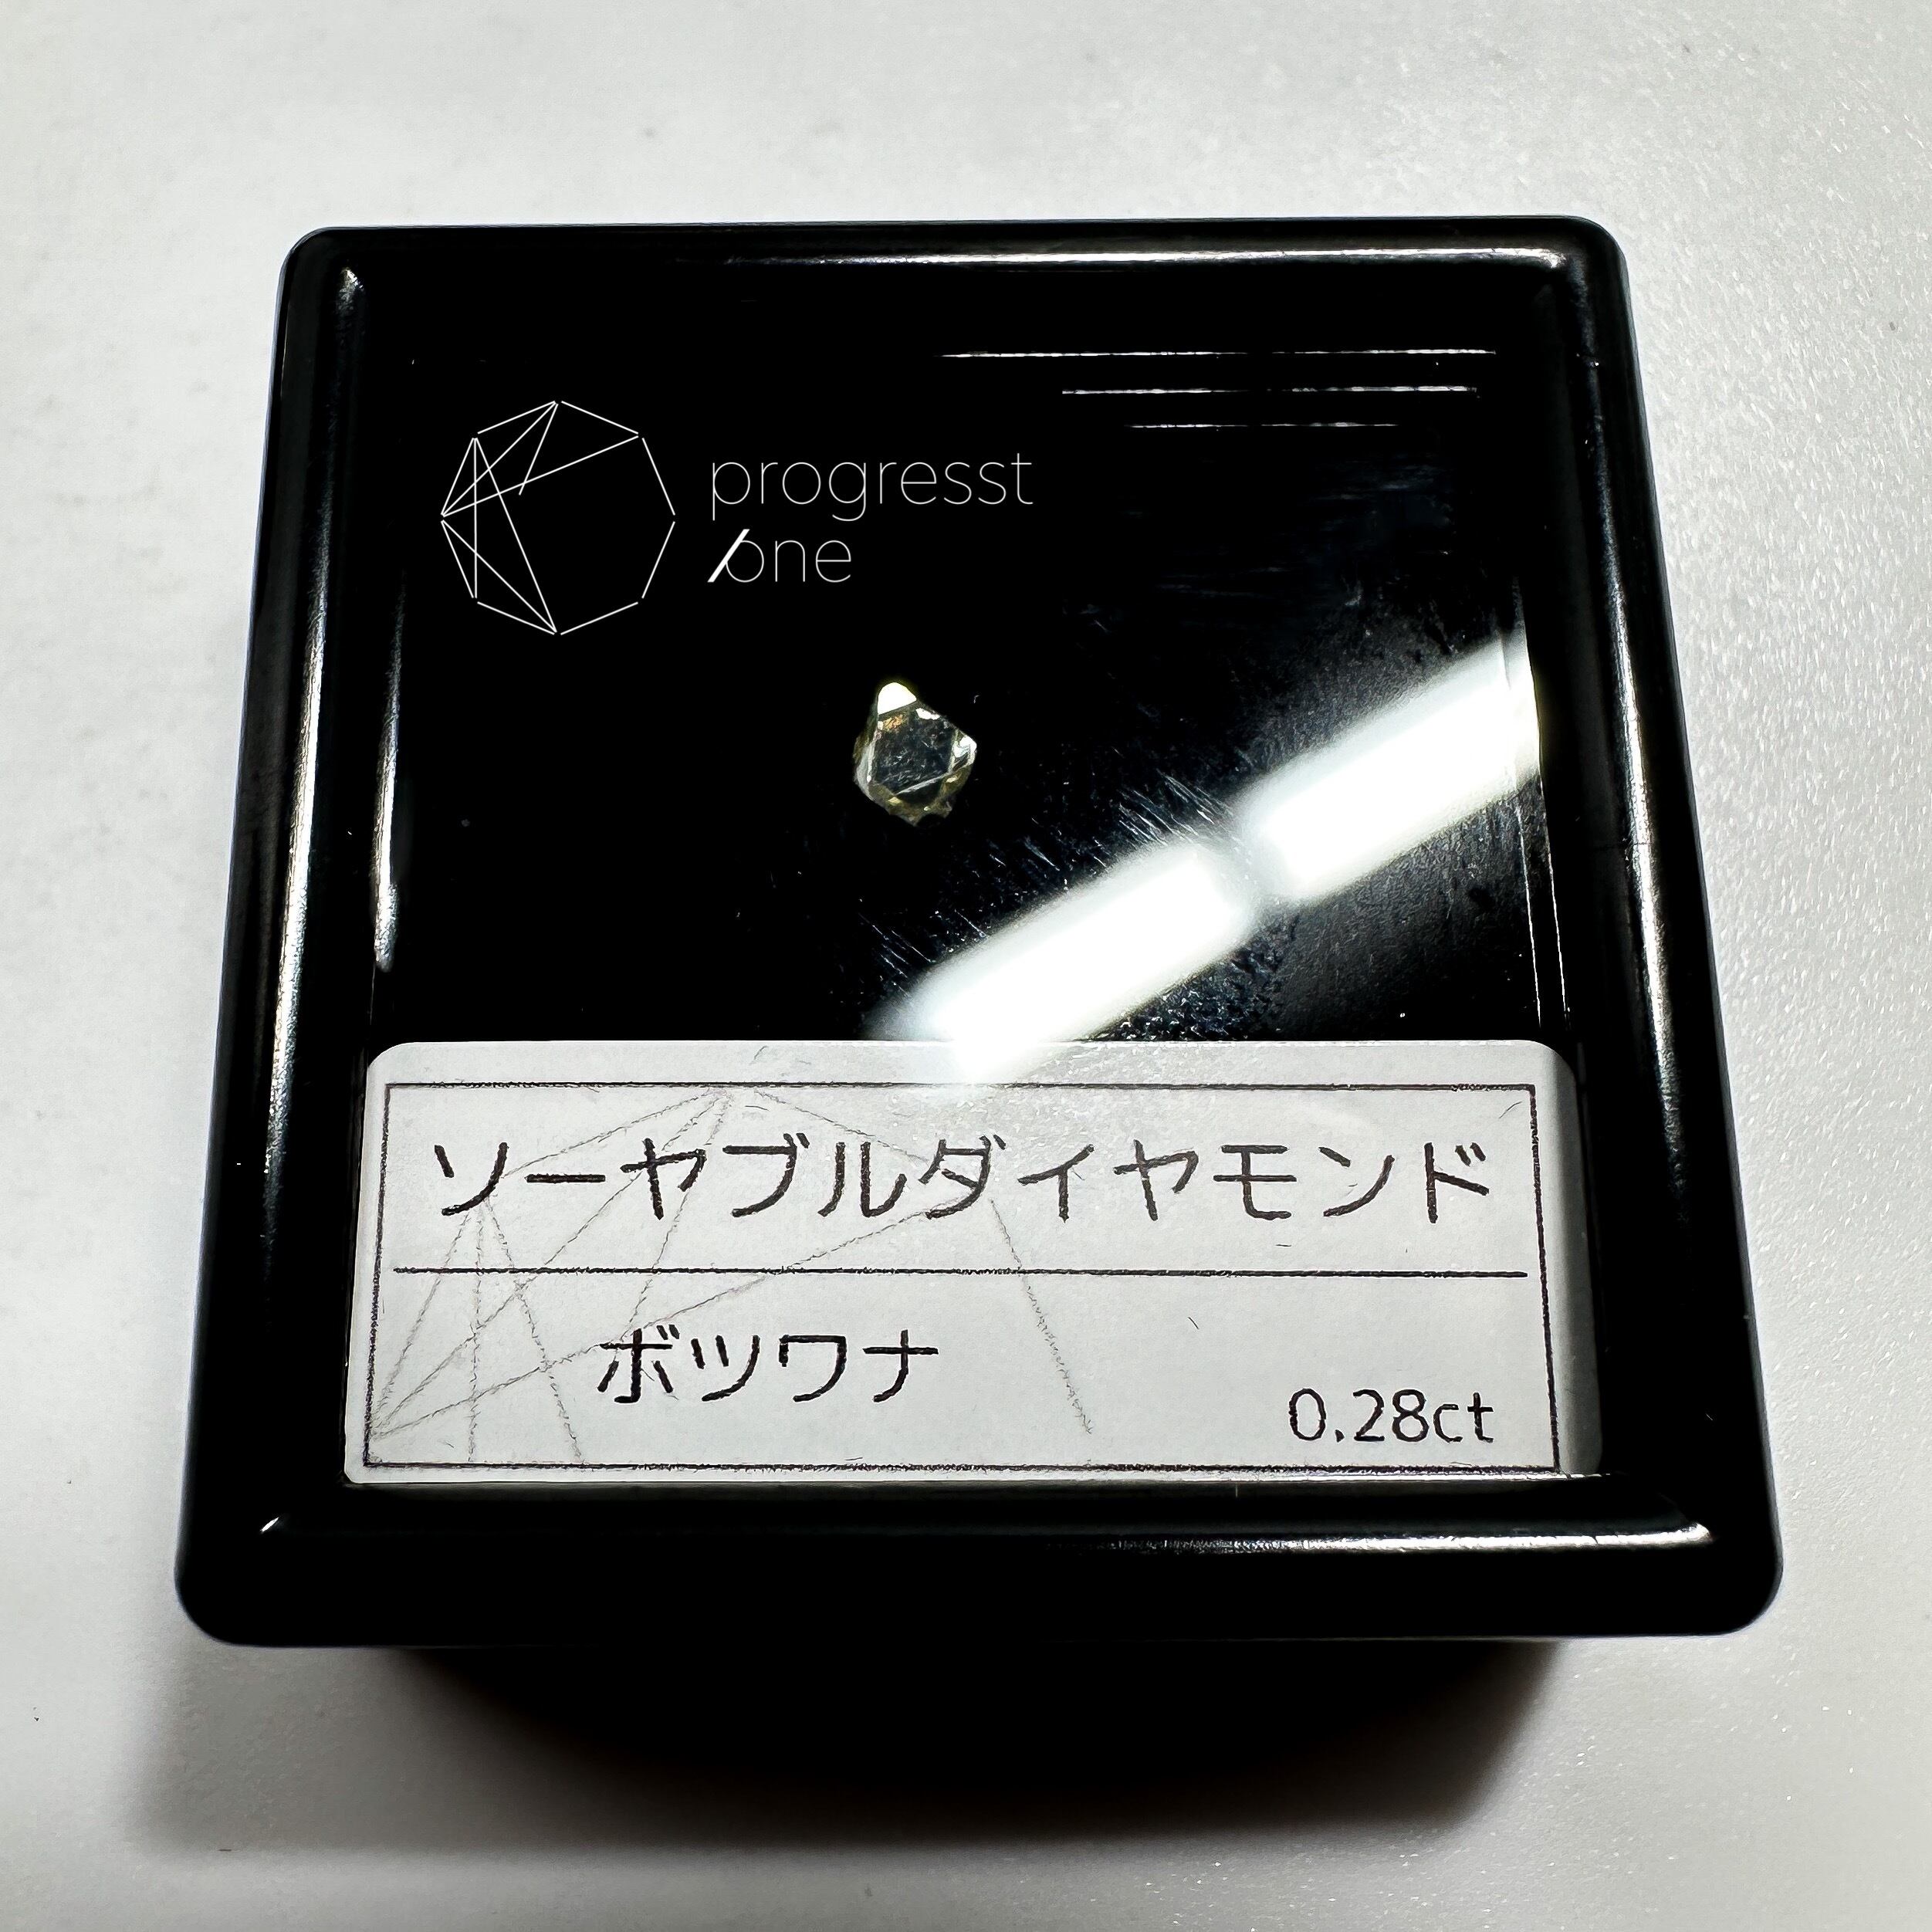 progresst
/one
ソーヤブルダイヤモンド
ボツワナ
0.28ct